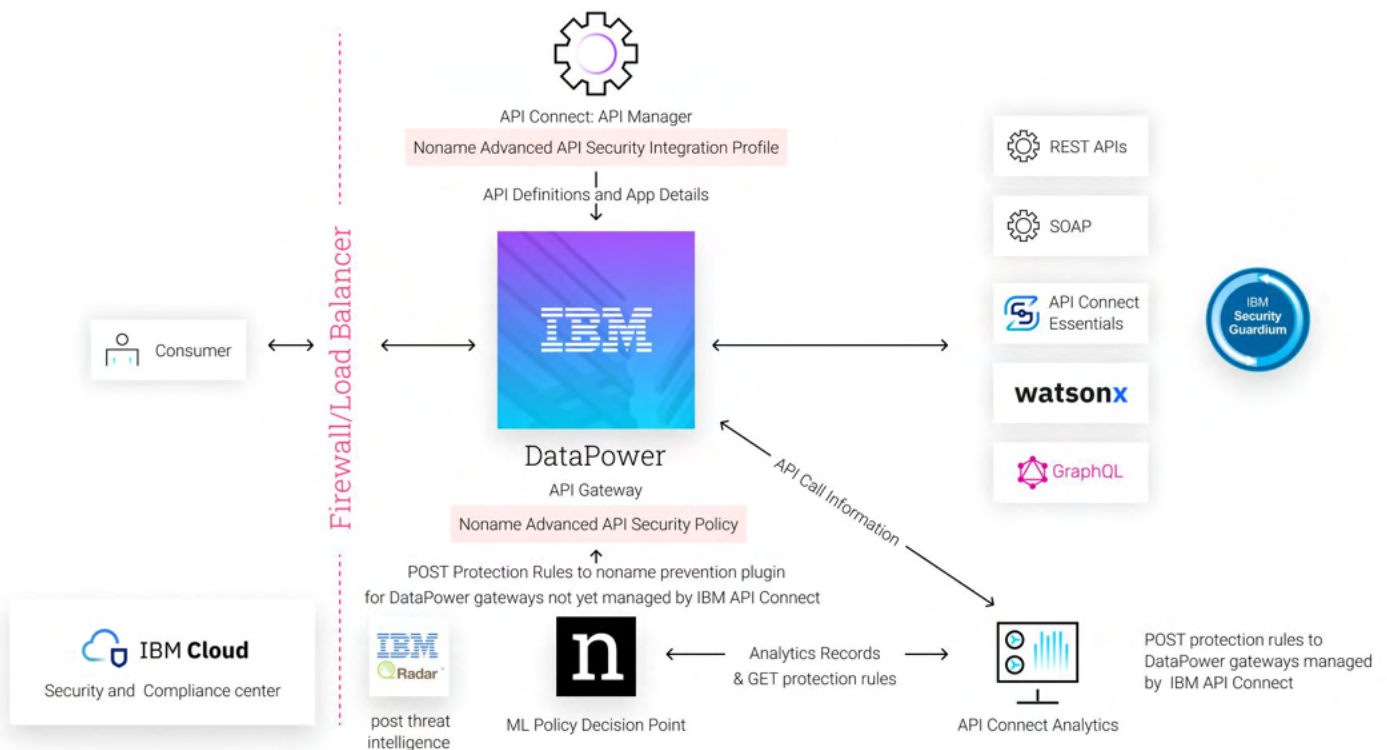 API Connect: API Manager
Noname Advanced API Security Integration Profile
API Definitions and App Details
Firewall/Load Balancer
Consumer
IBM
DataPower
API Gateway
Noname Advanced API Security Policy
POST Protection Rules to noname prevention plugin
for DataPower gateways not yet managed by IBM API Connect
REST APIs
SOAP
API Connect
Essentials
watsonx
GraphQL
IBM
Security
Guardium
API Call Information
IBM Cloud
Security and Compliance center
IBM
QRadar
post threat
intelligence
n
ML Policy Decision Point
Analytics Records
& GET protection rules
API Connect Analytics
POST protection rules to
DataPower gateways managed
by IBM API Connect